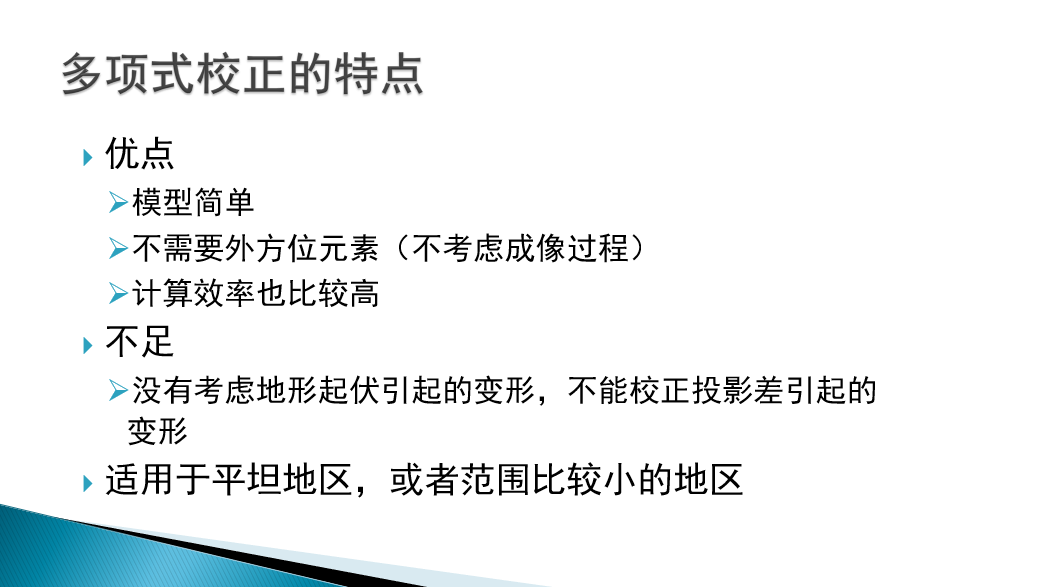 多项式校正的特点
优点
模型简单
不需要外方位元素（不考虑成像过程）
计算效率也比较高
不足
没有考虑地形起伏引起的变形，不能校正投影差引起的
变形
适用于平坦地区，或者范围比较小的地区